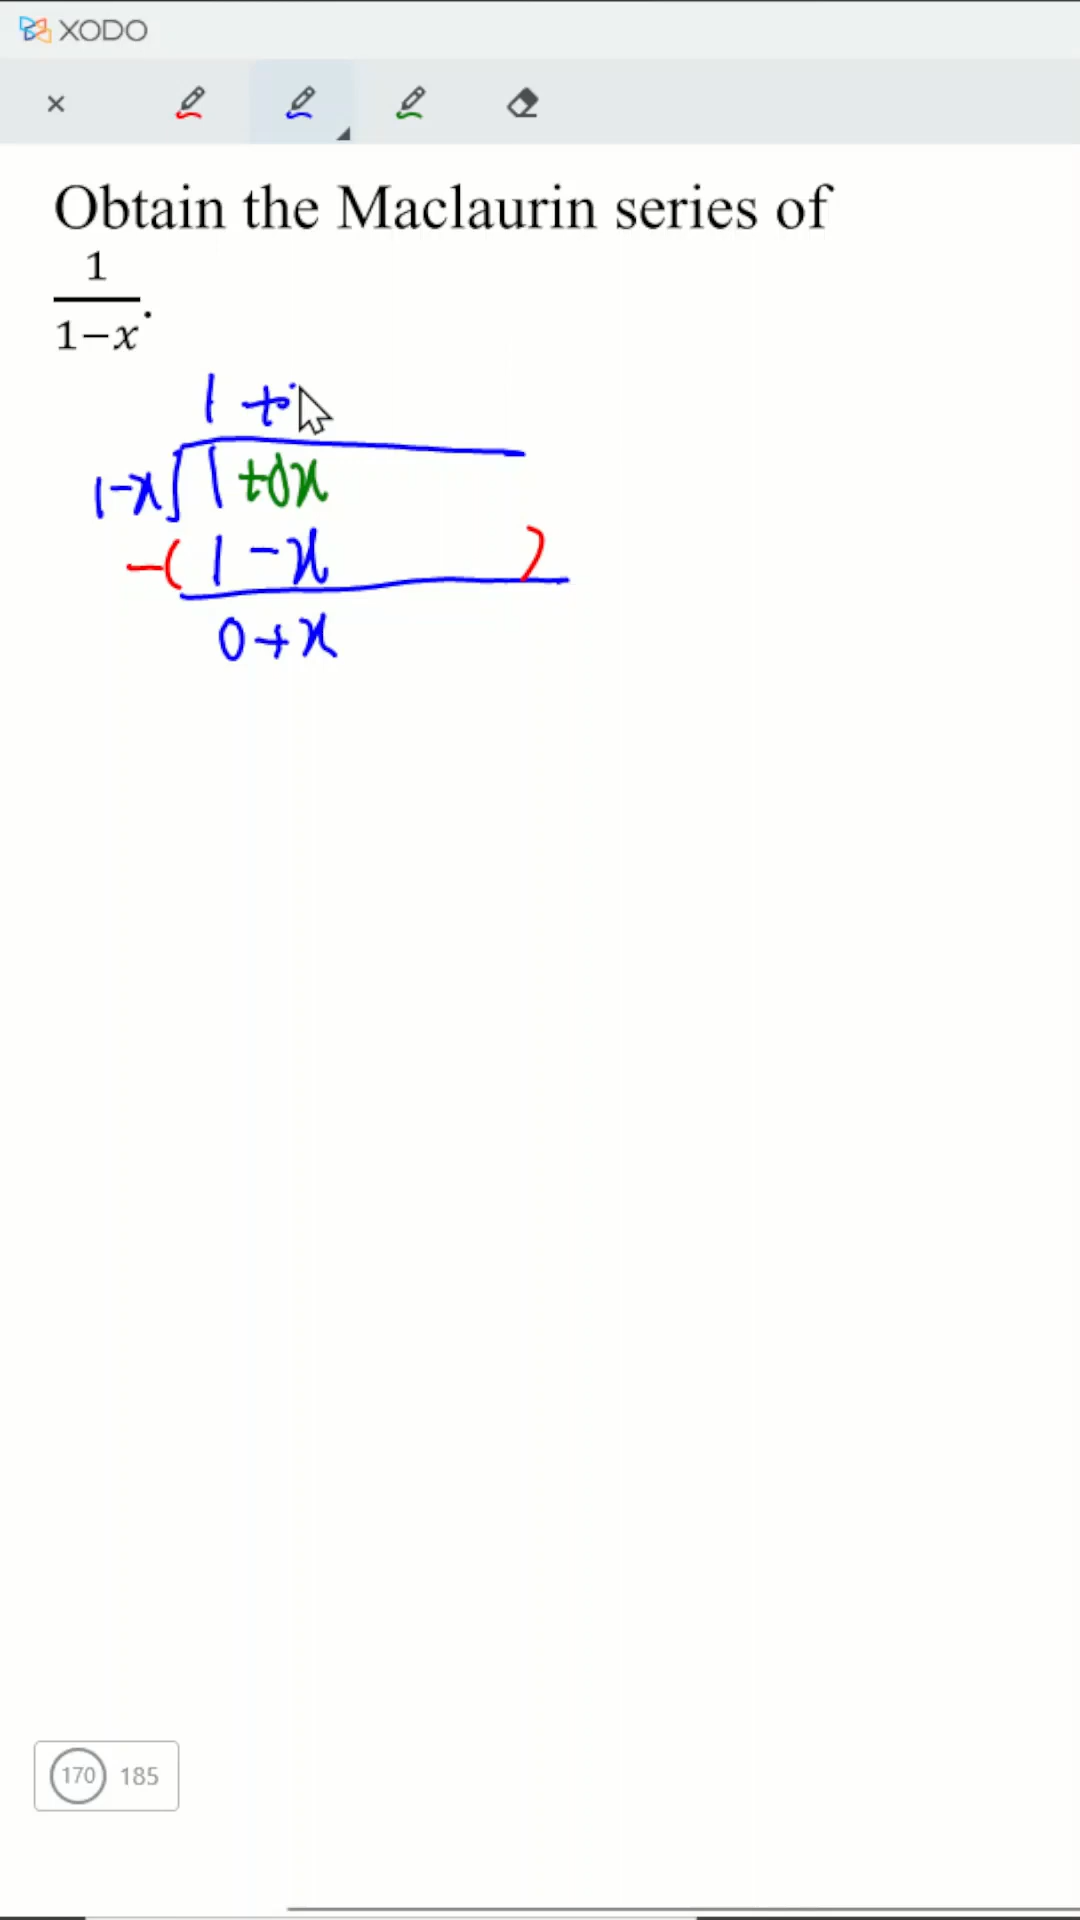 XODO
Obtain the Maclaurin series of
1
1−x.
1 +
1-x 1 +0x
-( 1 - x )
0 + x
170 185